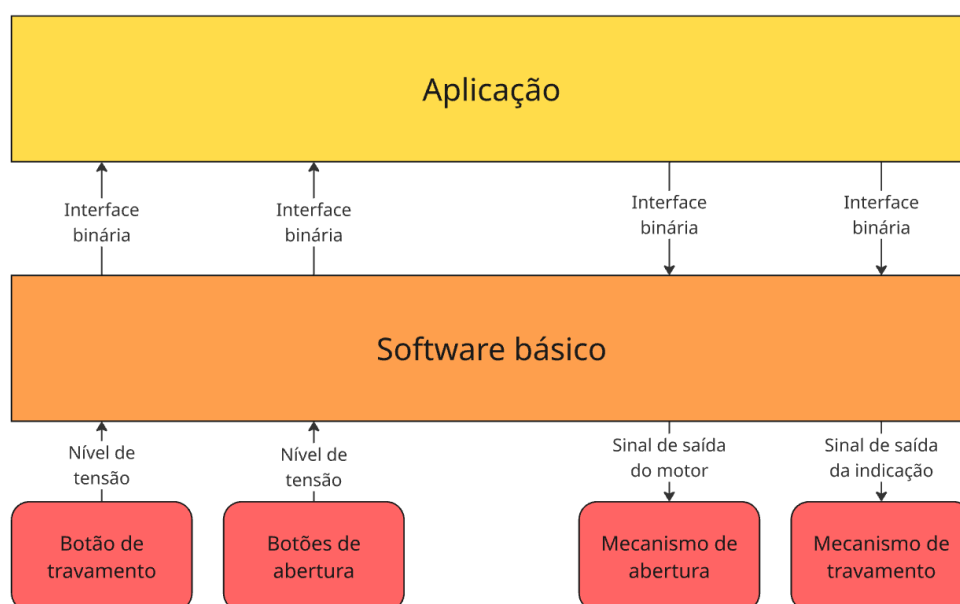 Aplicação
Interface
binária
Interface
binária
Interface
binária
Interface
binária
Software básico
Nível de
tensão
Nível de
tensão
Sinal de saída
do motor
Sinal de saída
da indicação
Botão de
travamento
Botões de
abertura
Mecanismo de
abertura
Mecanismo de
travamento